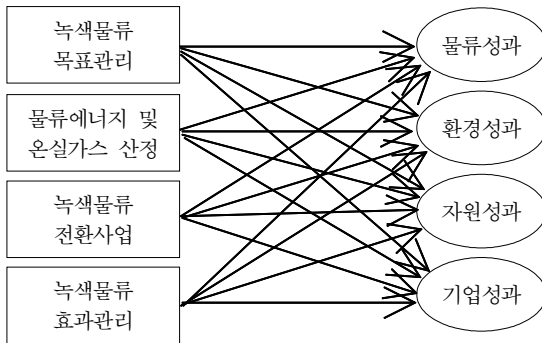 녹색물류
목표관리
물류에너지 및
온실가스 산정
녹색물류
전환사업
녹색물류
효과관리
물류성과
환경성과
자원성과
기업성과